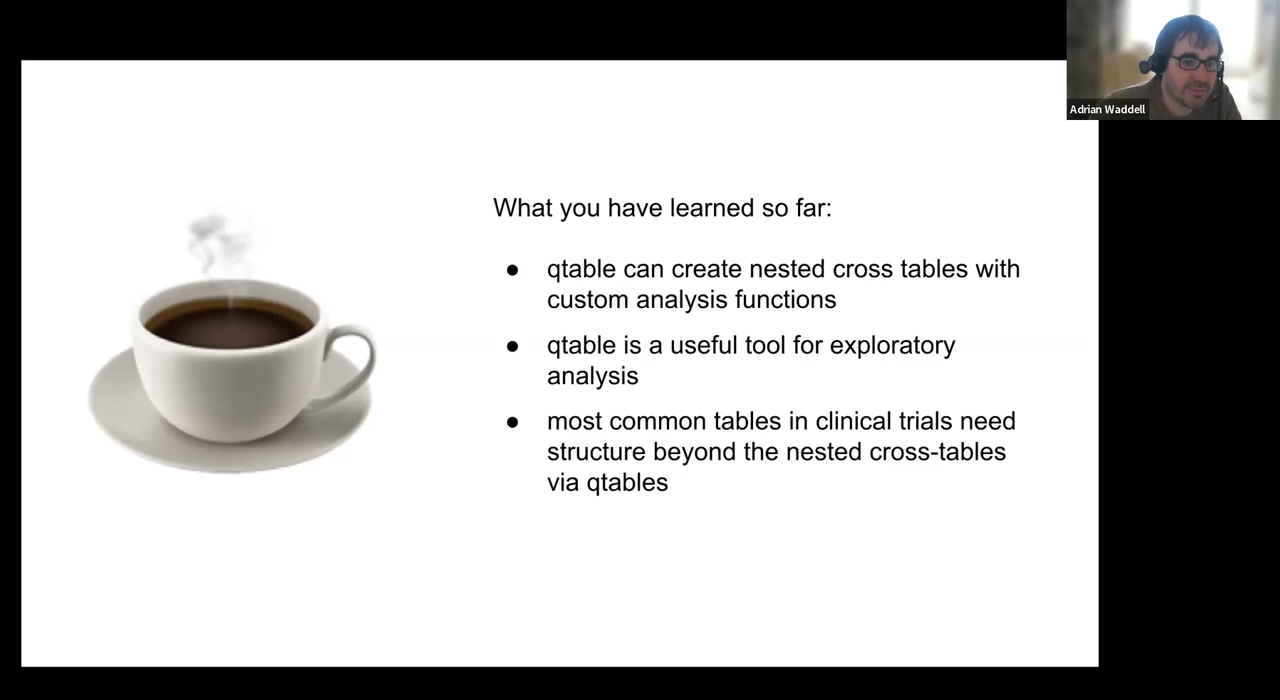 Adrian Waddell
What you have learned so far:
● qtable can create nested cross tables with
custom analysis functions
● qtable is a useful tool for exploratory
analysis
● most common tables in clinical trials need
structure beyond the nested cross-tables
via qtables